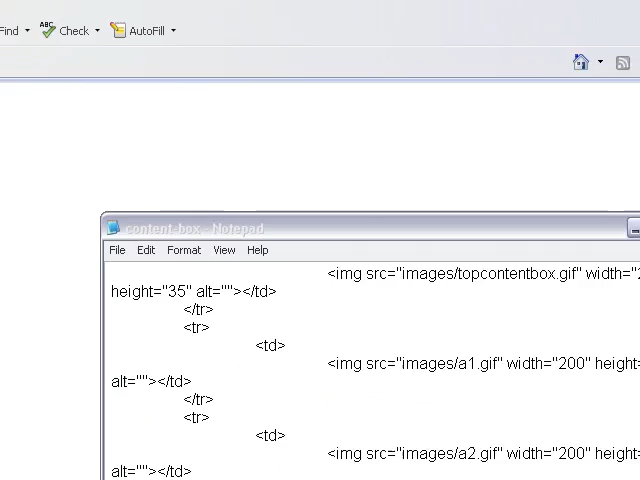 Find
ABC
Check
AutoFill
content-box - Notepad
File Edit Format View Help
<img src="images/topcontentbox.gif" width="2
height="35" alt=""></td>
</tr>
<tr>
<td>
<img src="images/a1.gif" width="200" height=
alt=""></td>
</tr>
<tr>
<td>
<img src="images/a2.gif" width="200" height=
alt=""></td>